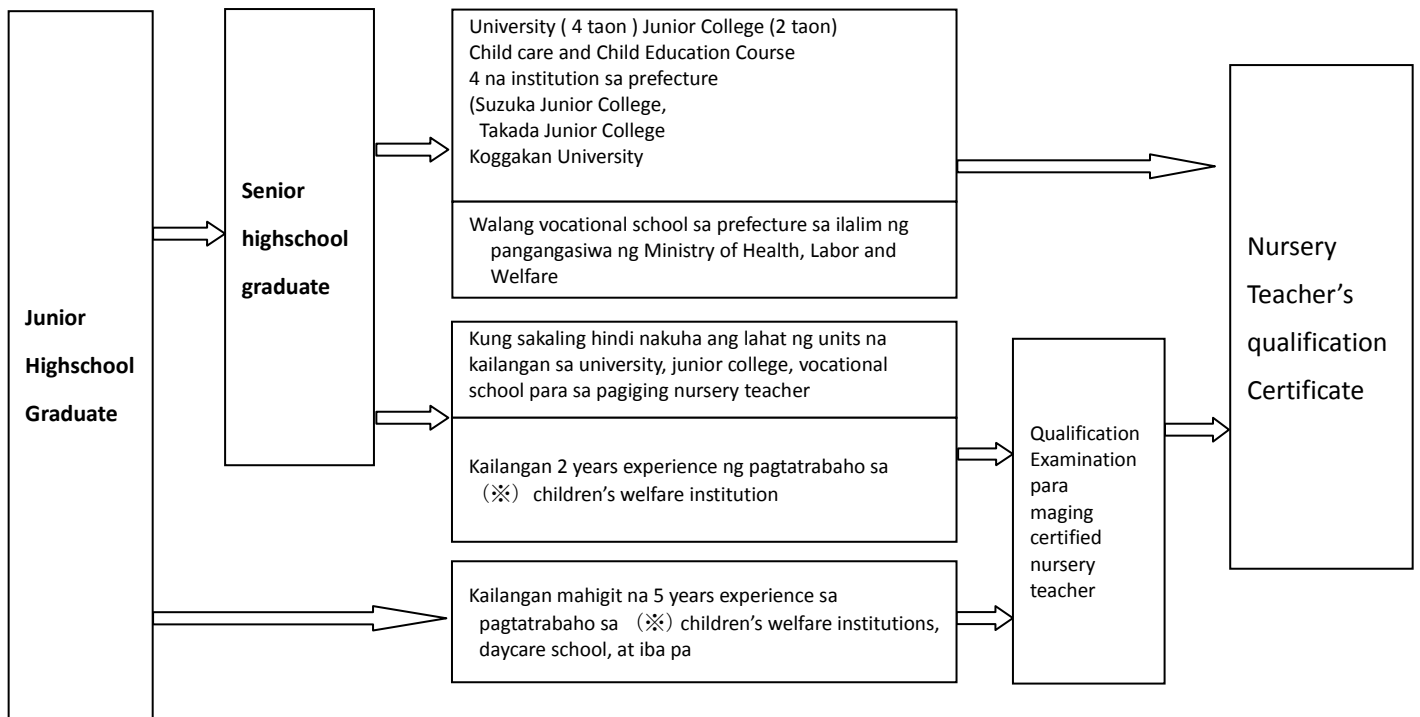 Junior
Highschool
Graduate
Senior
highschool
graduate
University ( 4 taon ) Junior College (2 taon)
Child care and Child Education Course
4 na institution sa prefecture
(Suzuka Junior College,
Takada Junior College
Koggakan University
Walang vocational school sa prefecture sa ilalim ng
pangangasiwa ng Ministry of Health, Labor and
Welfare
Kung sakaling hindi nakuha ang lahat ng units na
kailangan sa university, junior college, vocational
school para sa pagiging nursery teacher
Kailangan 2 years experience ng pagtatrabaho sa
（※）children’s welfare institution
Kailangan mahigit na 5 years experience sa
pagtatrabaho sa （※）children’s welfare institutions,
daycare school, at iba pa
Qualification
Examination
para
maging
certified
nursery
teacher
Nursery
Teacher’s
qualification
Certificate